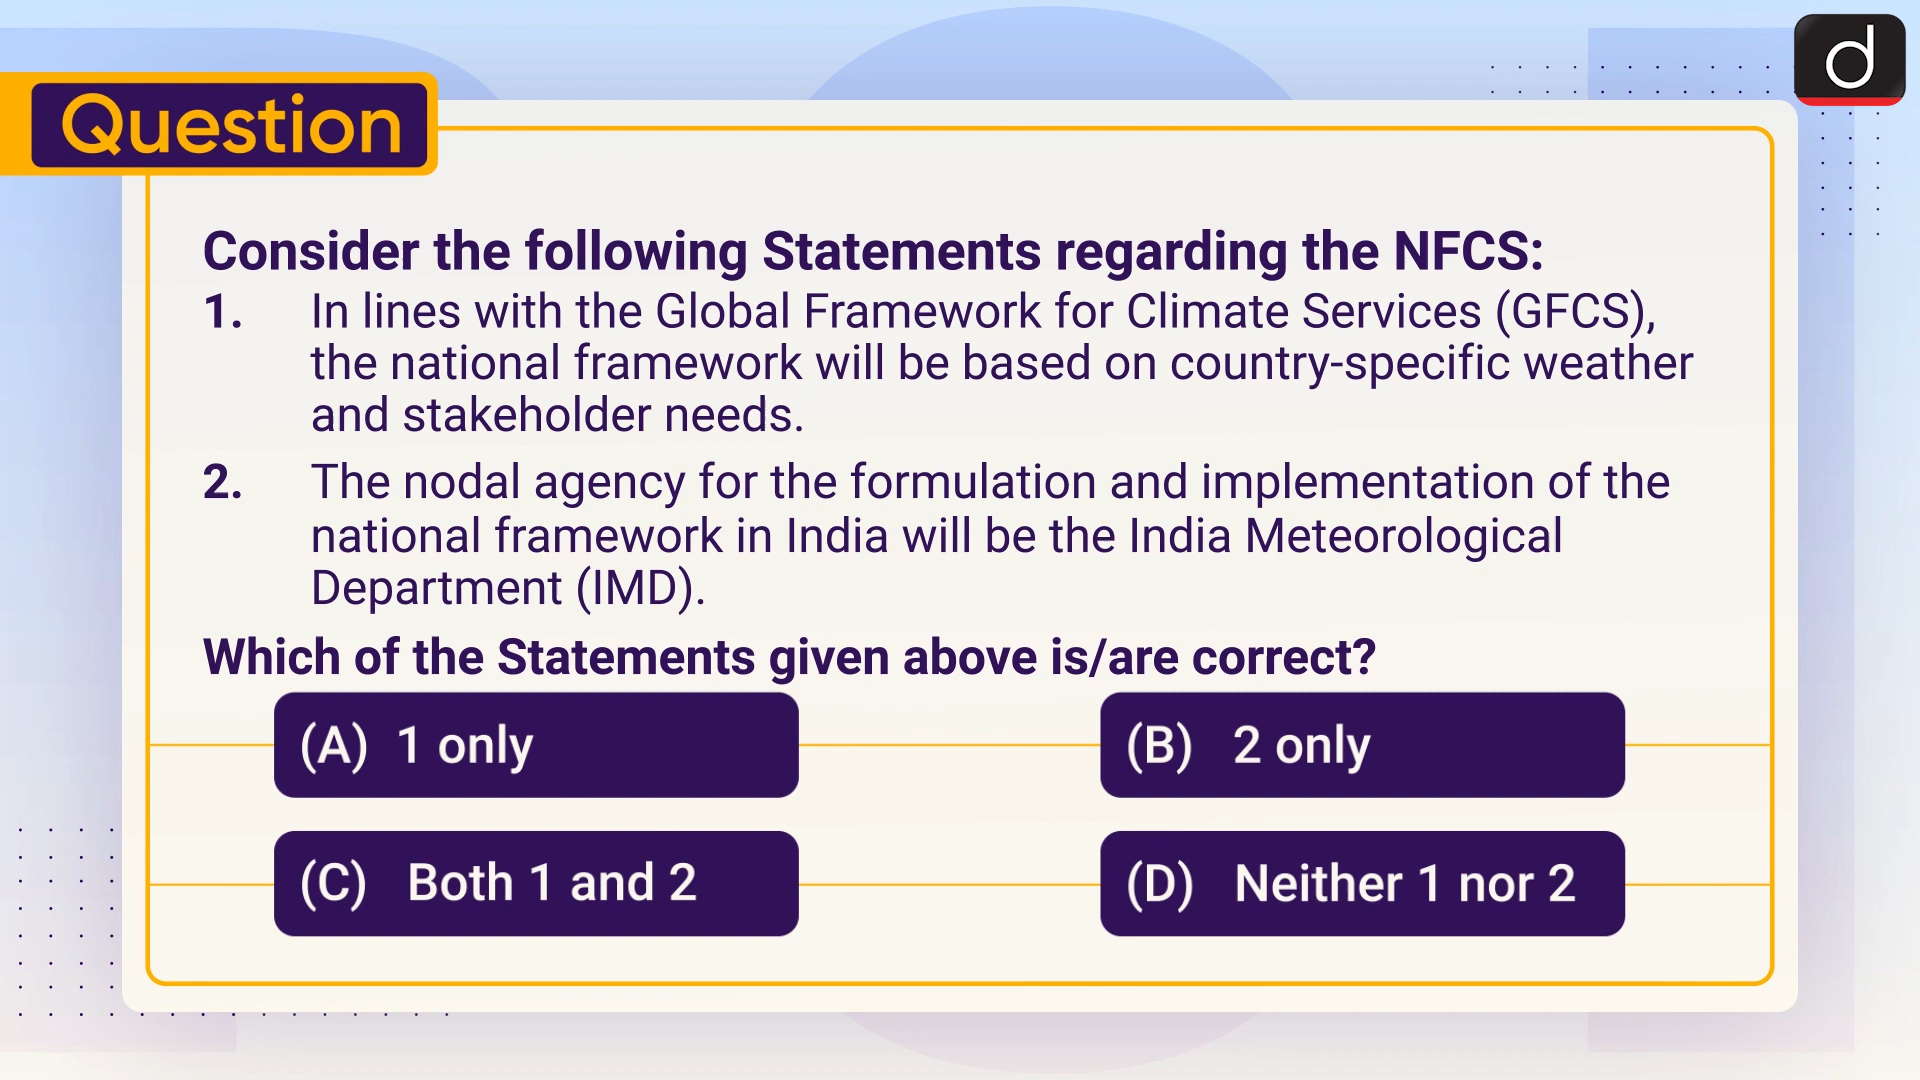 d
Question
Consider the following Statements regarding the NFCS:
1. In lines with the Global Framework for Climate Services (GFCS),
the national framework will be based on country-specific weather
and stakeholder needs.
2. The nodal agency for the formulation and implementation of the
national framework in India will be the India Meteorological
Department (IMD).
Which of the Statements given above is/are correct?
(A) 1 only
(B) 2 only
(C) Both 1 and 2
(D) Neither 1 nor 2